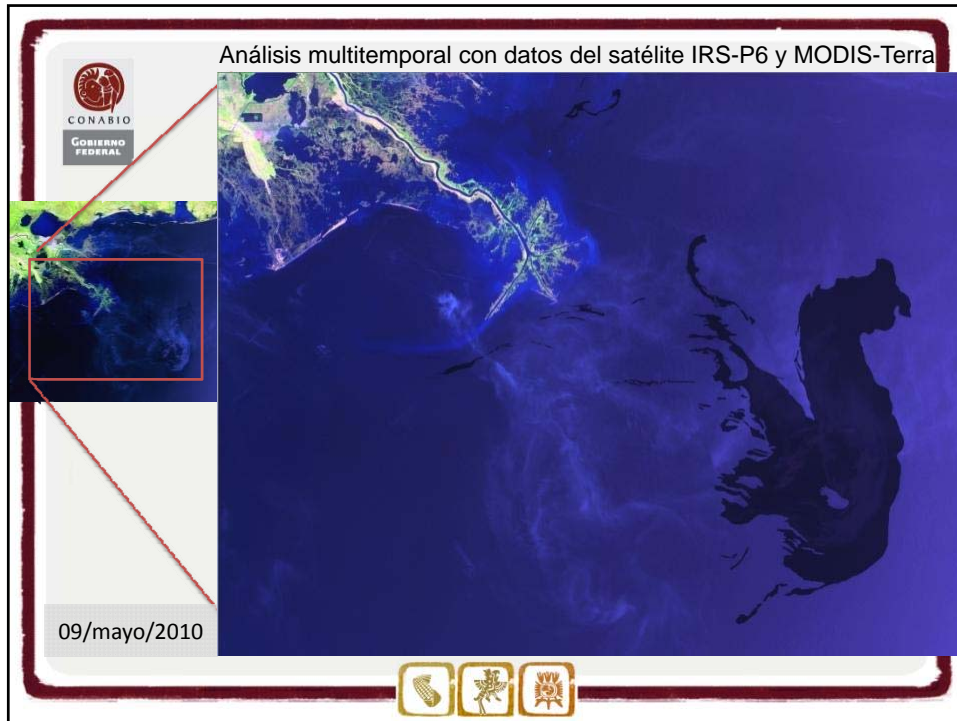 Análisis multitemporal con datos del satélite IRS-P6 y MODIS-Terra
CONABIO
GOBIERNO
FEDERAL
09/mayo/2010